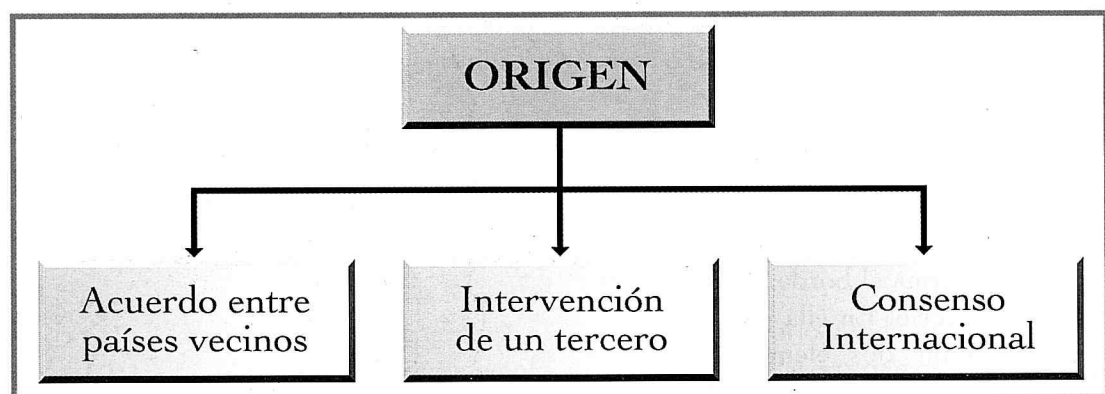 ORIGEN
Acuerdo entre
países vecinos
Intervención
de un tercero
Consenso
Internacional